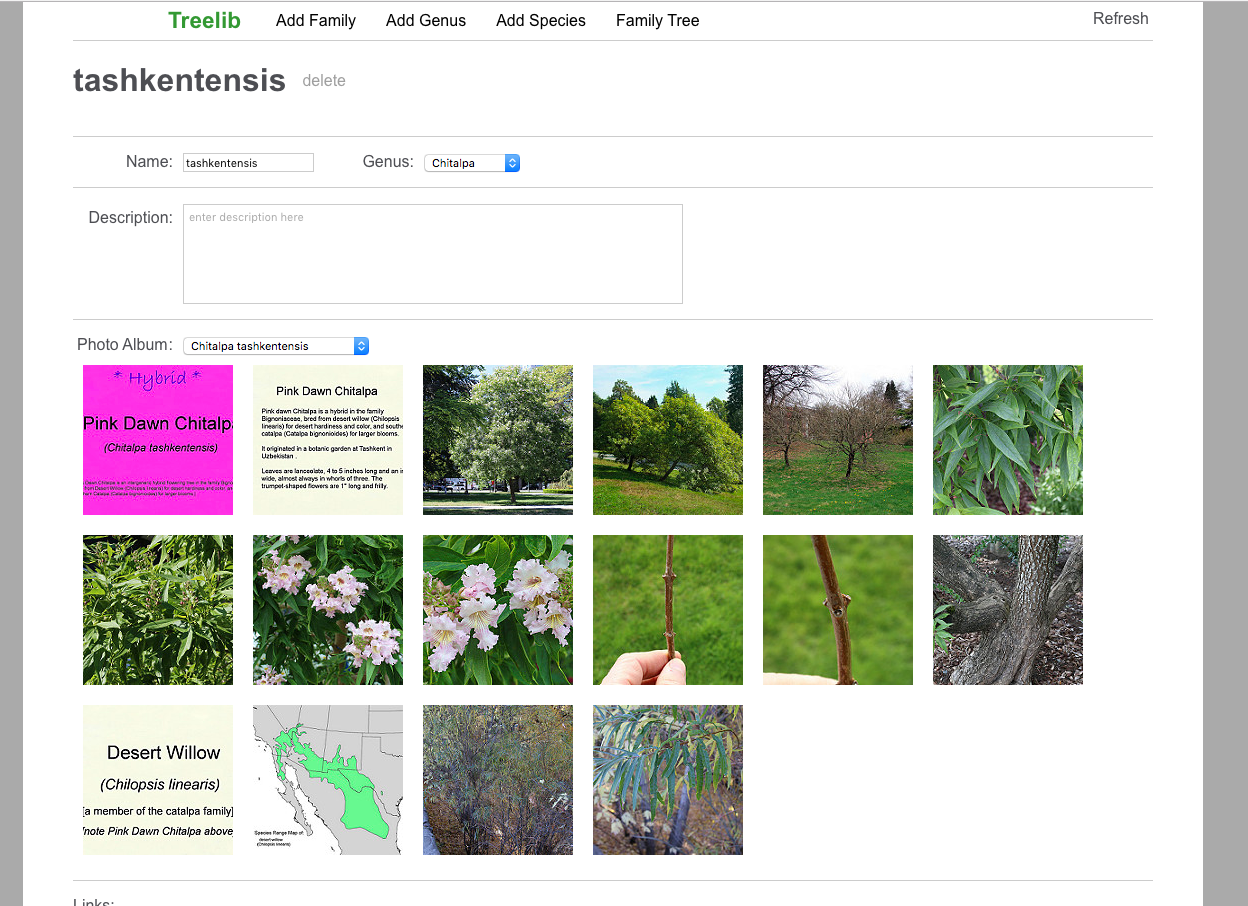 Treelib Add Family Add Genus Add Species Family Tree Refresh
tashkentensis delete
Name: tashkentensis Genus: Chitalpa
Description: enter description here
Photo Album: Chitalpa tashkentensis
* Hybrid *
Pink Dawn Chitalp
(Chitalpa tashkentensis)
Pink Dawn Chitalpa
Pink dawn Chitalpa is a hybrid in the family
Bignoniaceae, bred from desert willow (Chilopsis
linearis) for desert hardiness and color, and southe
catalpa (Catalpa bignonioides) for larger blooms.
It originated in a botanic garden at Tashkent in
Uzbekistan .
Leaves are lanceolate, 4 to 5 inches long and an i
wide, almost always in whorls of three. The
trumpet-shaped flowers are 1" long and frilly.
Desert Willow
(Chilopsis linearis)
[a member of the catalpa family]
note Pink Dawn Chitalpa above
Species Range Map of:
desert-willow
(Chilopsis linearis)
Links: